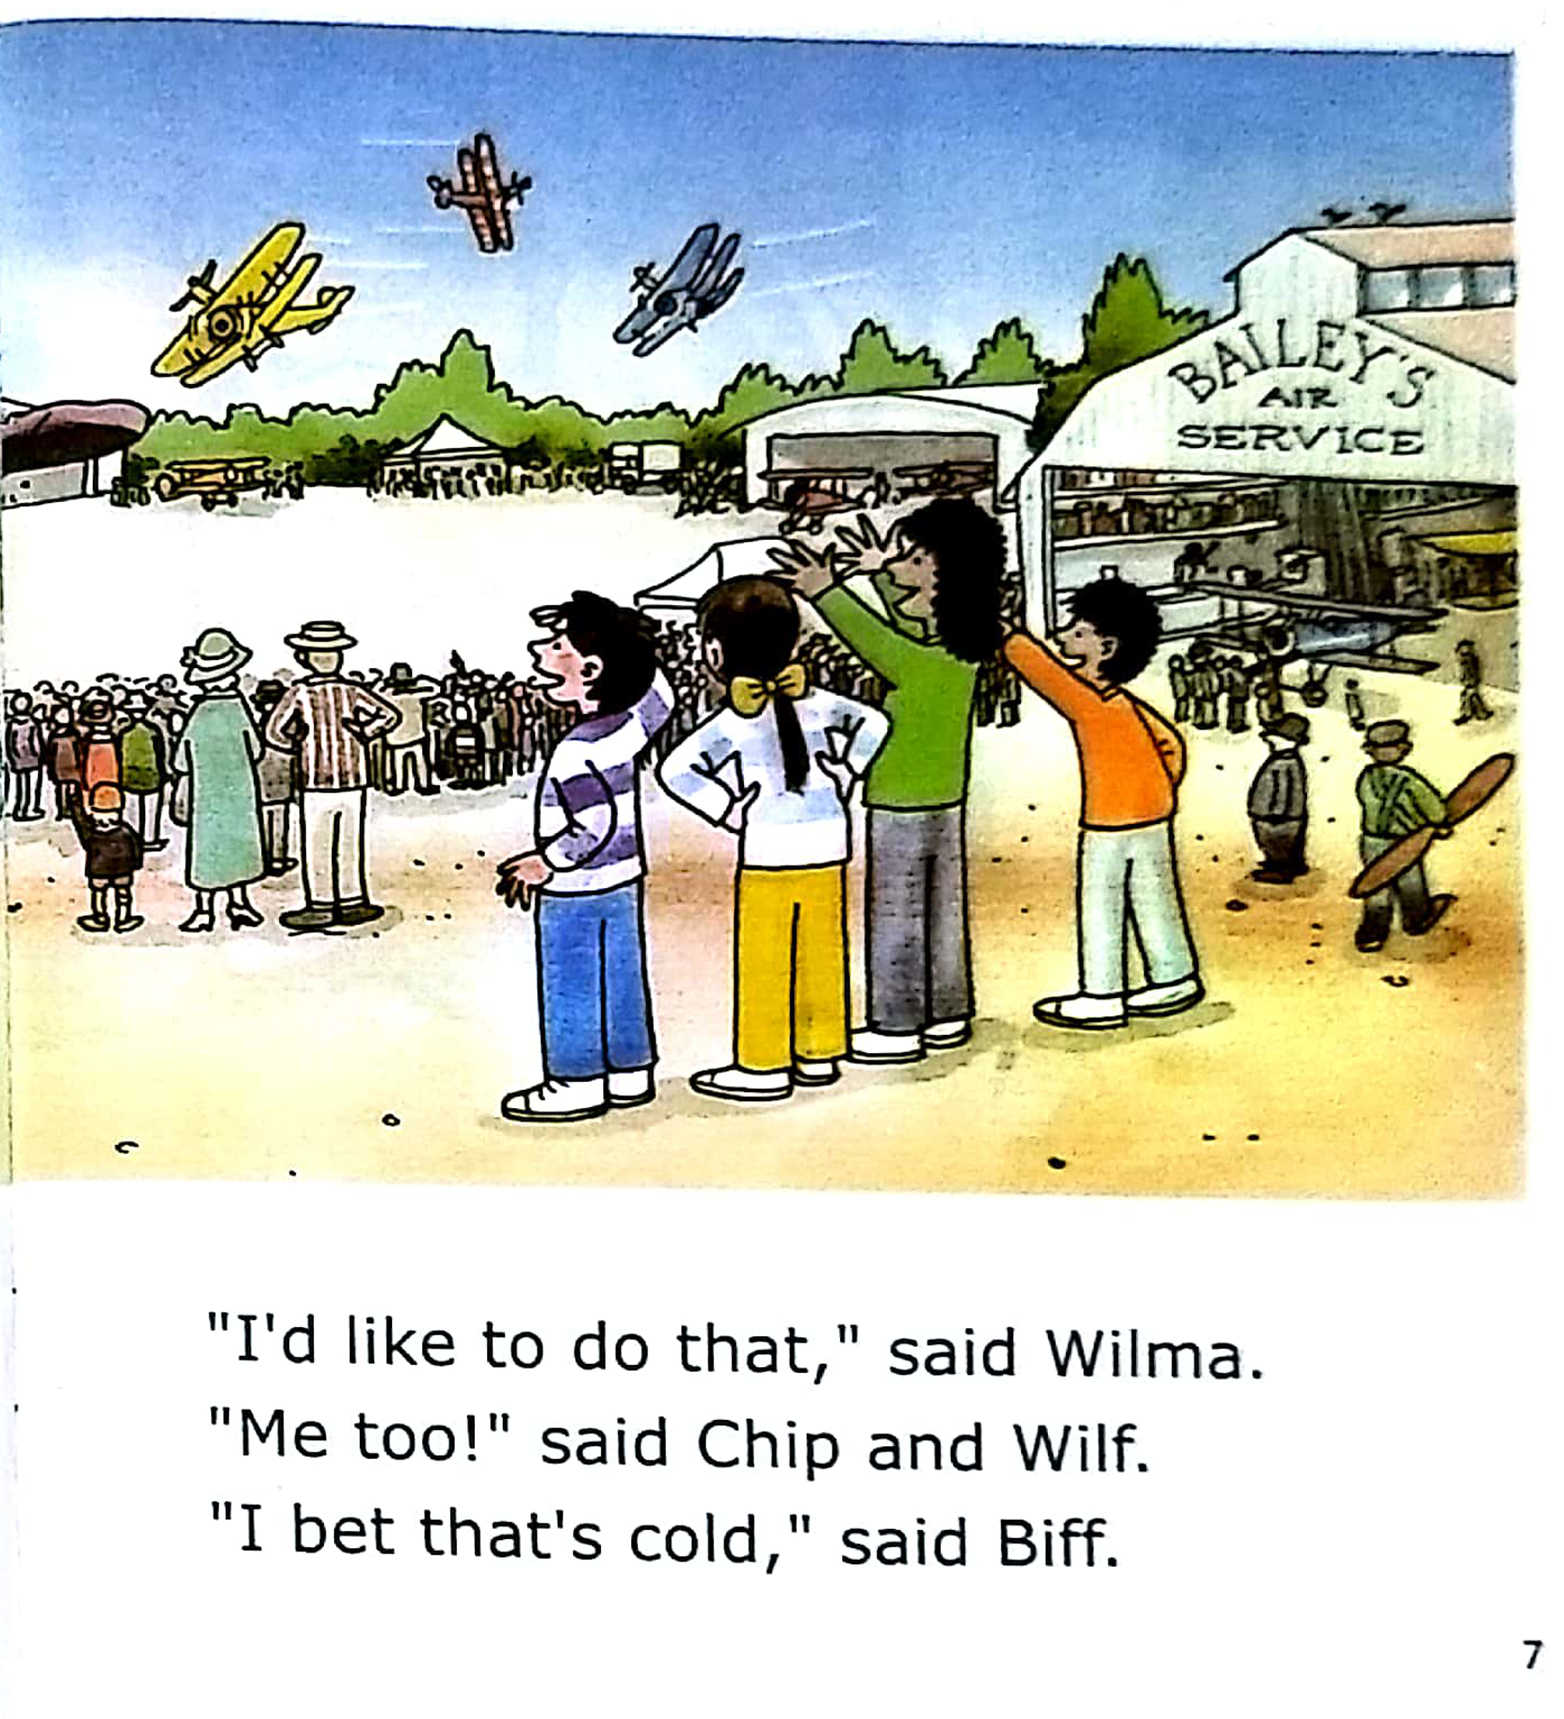 BAILEY'S
AIR
SERVICE
"I'd like to do that," said Wilma.
"Me too!" said Chip and Wilf.
"I bet that's cold," said Biff.
7